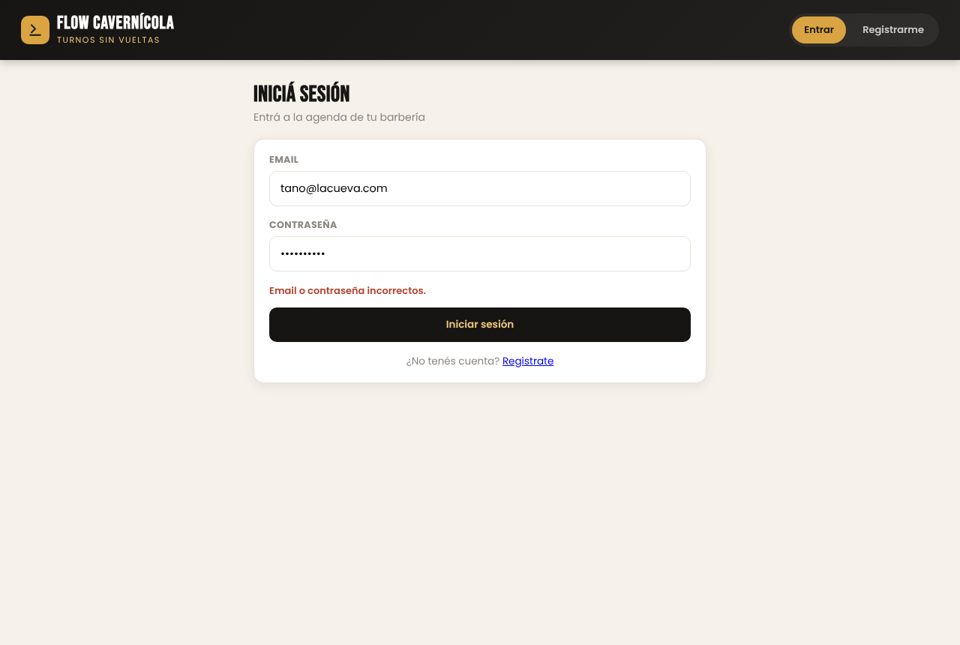 FLOW CAVERNÍCOLA
TURNOS SIN VUELTAS
Entrar
Registrarme
INICIÁ SESIÓN
Entrá a la agenda de tu barbería
EMAIL
tano@lacueva.com
CONTRASEÑA
••••••••••
Email o contraseña incorrectos.
Iniciar sesión
¿No tenés cuenta? Registrate